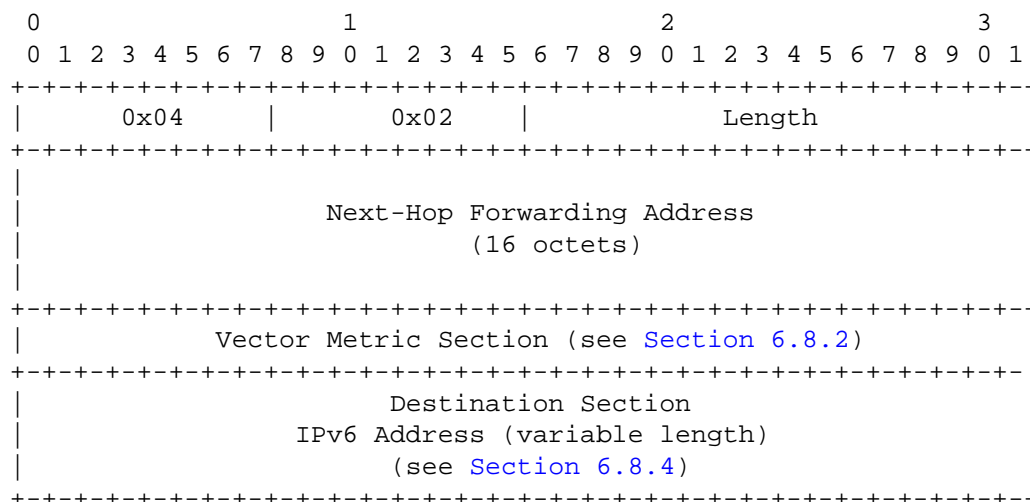 0                   1                   2                   3
 0 1 2 3 4 5 6 7 8 9 0 1 2 3 4 5 6 7 8 9 0 1 2 3 4 5 6 7 8 9 0 1
+-+-+-+-+-+-+-+-+-+-+-+-+-+-+-+-+-+-+-+-+-+-+-+-+-+-+-+-+-+-+-+--
|      0x04     |      0x02     |            Length
+-+-+-+-+-+-+-+-+-+-+-+-+-+-+-+-+-+-+-+-+-+-+-+-+-+-+-+-+-+-+-+--
|
|                   Next-Hop Forwarding Address
|                            (16 octets)
|
+-+-+-+-+-+-+-+-+-+-+-+-+-+-+-+-+-+-+-+-+-+-+-+-+-+-+-+-+-+-+-+--
|            Vector Metric Section (see Section 6.8.2)
+-+-+-+-+-+-+-+-+-+-+-+-+-+-+-+-+-+-+-+-+-+-+-+-+-+-+-+-+-+-+-+-
|                       Destination Section
|                 IPv6 Address (variable length)
|                       (see Section 6.8.4)
+-+-+-+-+-+-+-+-+-+-+-+-+-+-+-+-+-+-+-+-+-+-+-+-+-+-+-+-+-+-+-+--